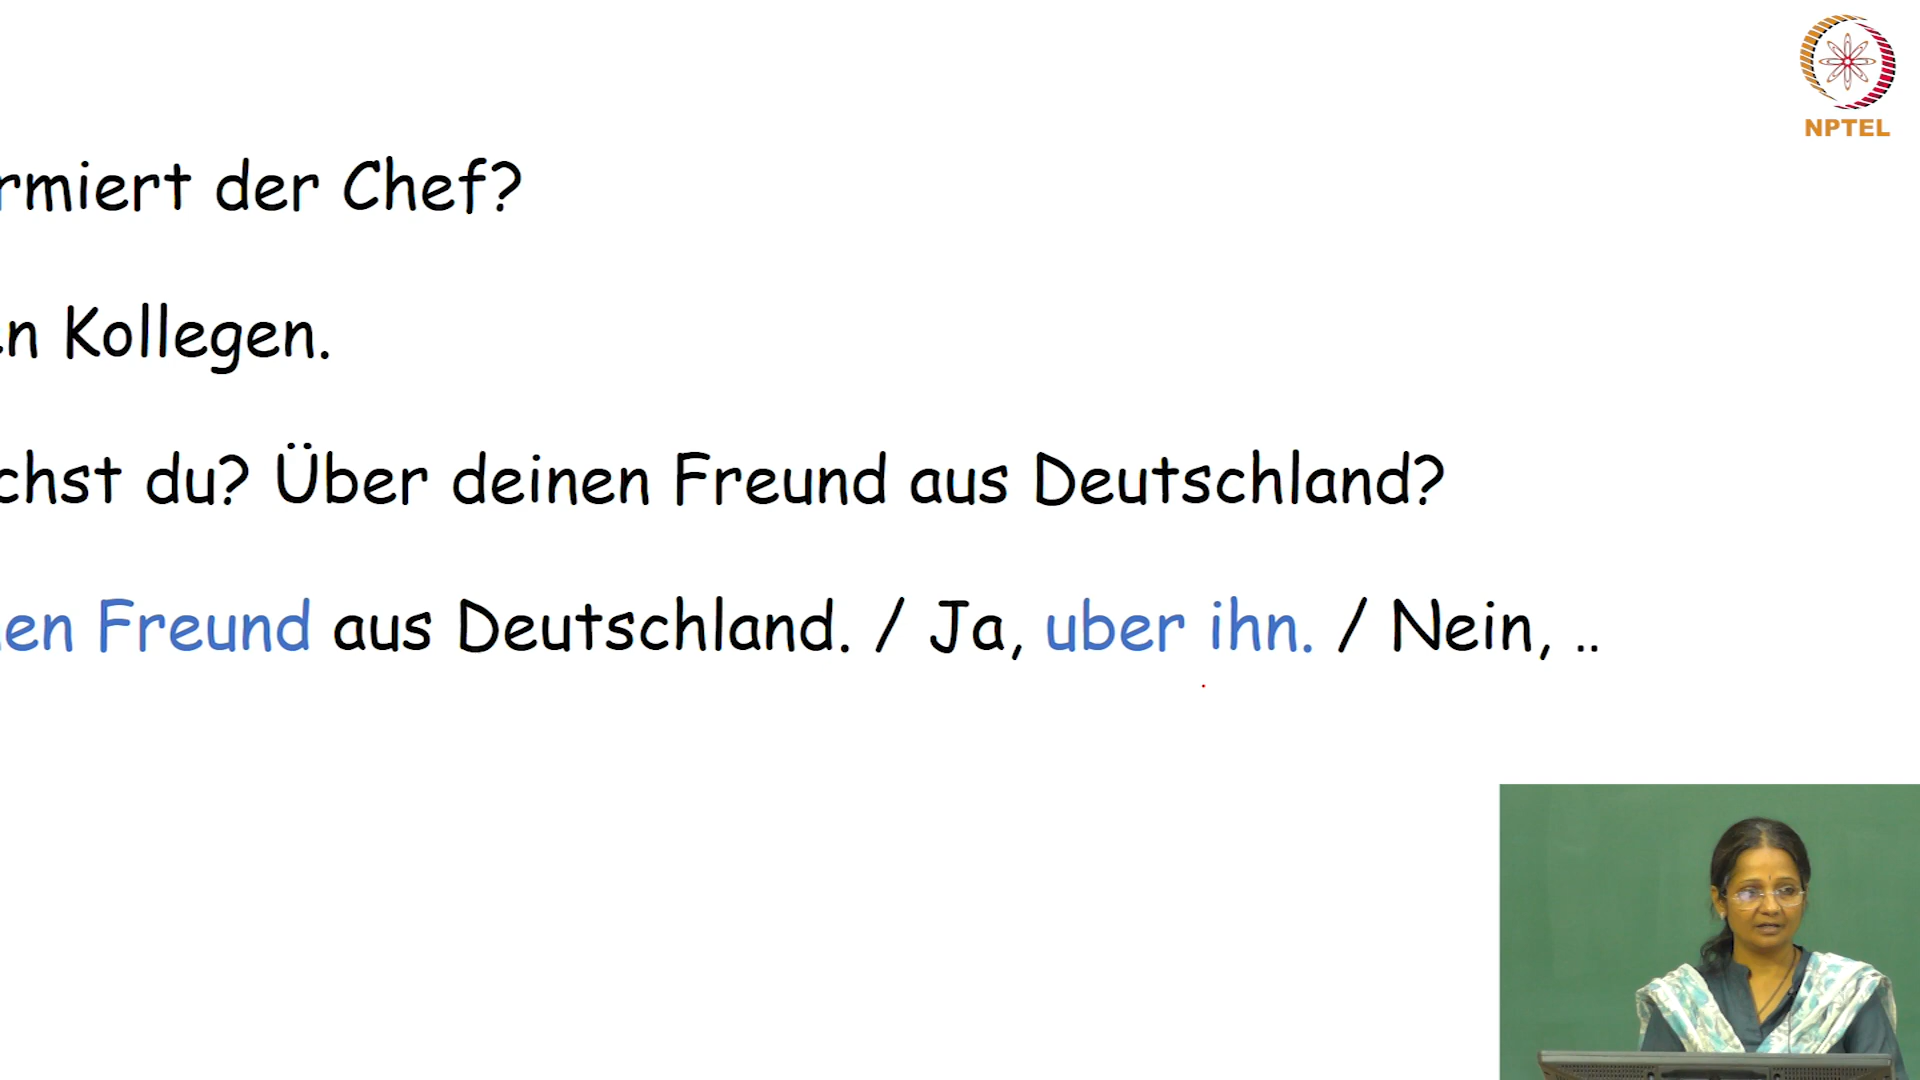 NPTEL
rmiert der Chef?
en Kollegen.
chst du? Über deinen Freund aus Deutschland?
en Freund aus Deutschland. / Ja, uber ihn. / Nein, ..